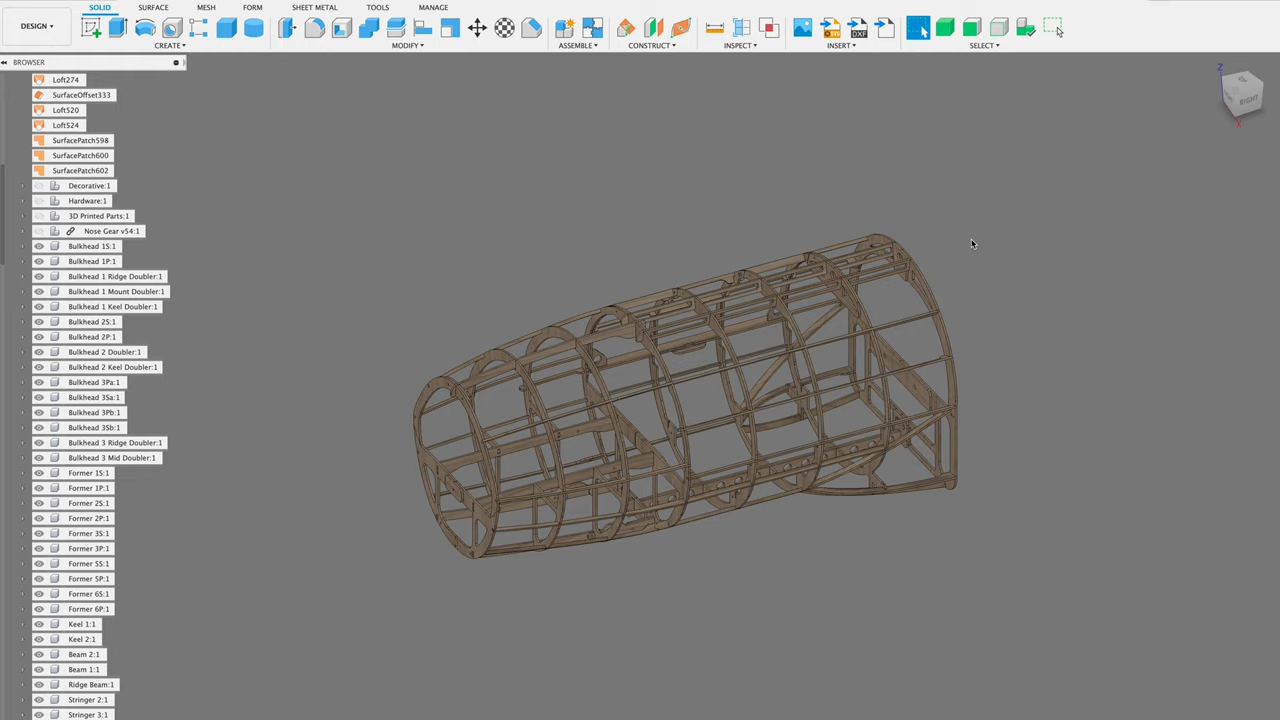 SOLID SURFACE MESH FORM SHEET METAL TOOLS MANAGE
DESIGN ▾
CREATE ▾ MODIFY ▾ ASSEMBLE ▾ CONSTRUCT ▾ INSPECT ▾ INSERT ▾ SELECT ▾
BROWSER
Loft274
SurfaceOffset333
Loft520
Loft524
SurfacePatch598
SurfacePatch600
SurfacePatch602
Decorative:1
Hardware:1
3D Printed Parts:1
Nose Gear v54:1
Bulkhead 1S:1
Bulkhead 1P:1
Bulkhead 1 Ridge Doubler:1
Bulkhead 1 Mount Doubler:1
Bulkhead 1 Keel Doubler:1
Bulkhead 2S:1
Bulkhead 2P:1
Bulkhead 2 Doubler:1
Bulkhead 2 Keel Doubler:1
Bulkhead 3Pa:1
Bulkhead 3Sa:1
Bulkhead 3Pb:1
Bulkhead 3Sb:1
Bulkhead 3 Ridge Doubler:1
Bulkhead 3 Mid Doubler:1
Former 1S:1
Former 1P:1
Former 2S:1
Former 2P:1
Former 3S:1
Former 3P:1
Former 5S:1
Former 5P:1
Former 6S:1
Former 6P:1
Keel 1:1
Keel 2:1
Beam 2:1
Beam 1:1
Ridge Beam:1
Stringer 2:1
Stringer 3:1
Z
RIGHT
X